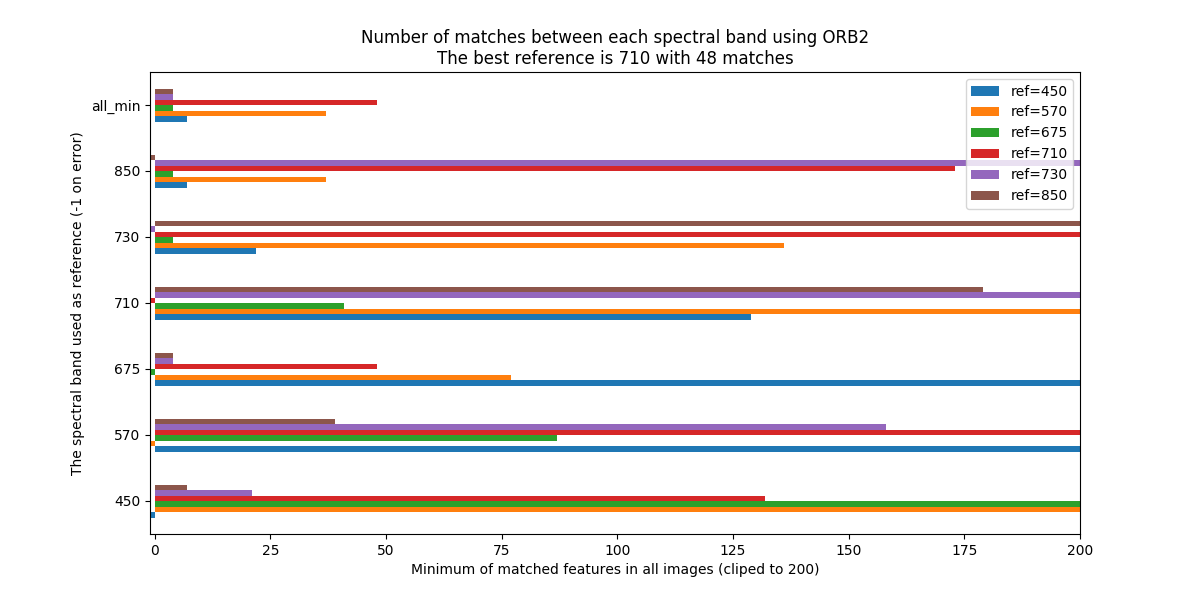 Number of matches between each spectral band using ORB2
The best reference is 710 with 48 matches
The spectral band used as reference (-1 on error)
all_min
850
730
710
675
570
450
ref=450
ref=570
ref=675
ref=710
ref=730
ref=850
0 25 50 75 100 125 150 175 200
Minimum of matched features in all images (cliped to 200)